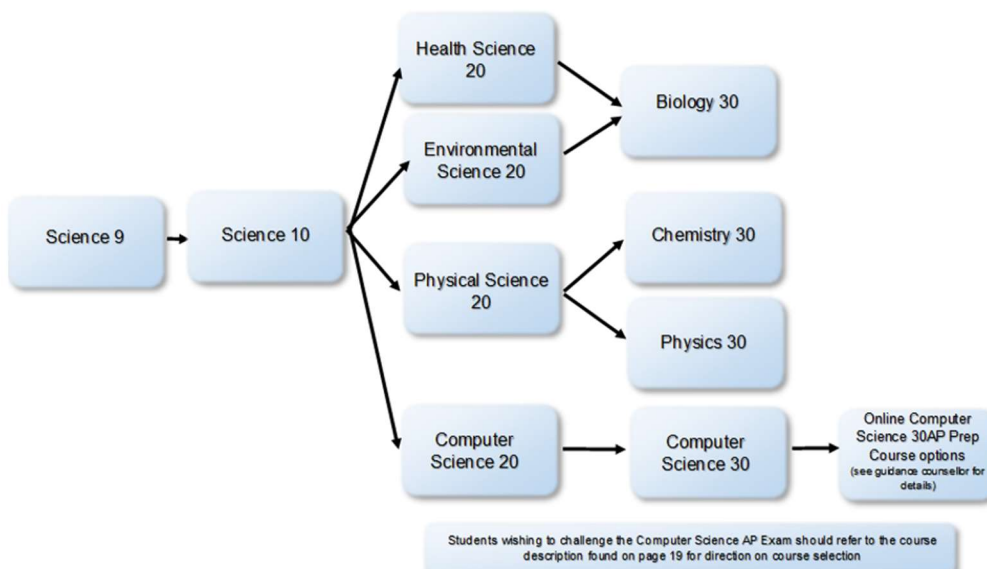 Health Science
20
Biology 30
Environmental
Science 20
Science 9
Science 10
Chemistry 30
Physical Science
20
Physics 30
Computer
Science 20
Computer
Science 30
Online Computer
Science 30AP Prep
Course options
(see guidance counsellor for
details)
Students wishing to challenge the Computer Science AP Exam should refer to the course
description found on page 19 for direction on course selection